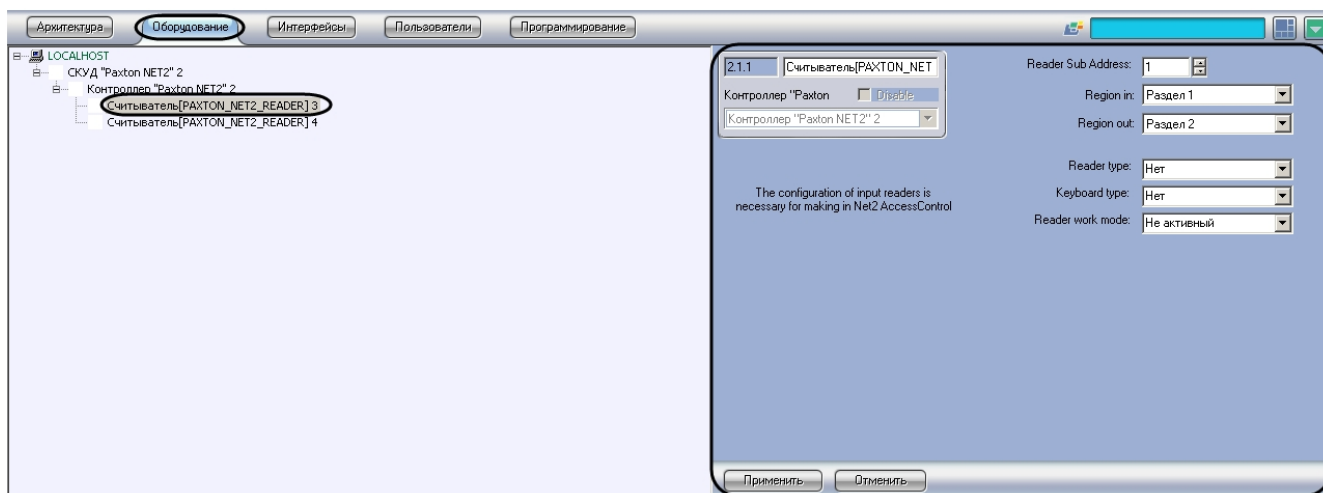 Архитектура Оборудование Интерфейсы Пользователи Программирование
LOCALHOST
СКУД "Paxton NET2" 2
Контроллер "Paxton NET2" 2
Считыватель[PAXTON_NET2_READER] 3
Считыватель[PAXTON_NET2_READER] 4
2.1.1 Считыватель[PAXTON_NET
Контроллер "Paxton Disable
Контроллер "Paxton NET2" 2
The configuration of input readers is
necessary for making in Net2 AccessControl
Reader Sub Address: 1
Region in: Раздел 1
Region out: Раздел 2
Reader type: Нет
Keyboard type: Нет
Reader work mode: Не активный
Применить Отменить